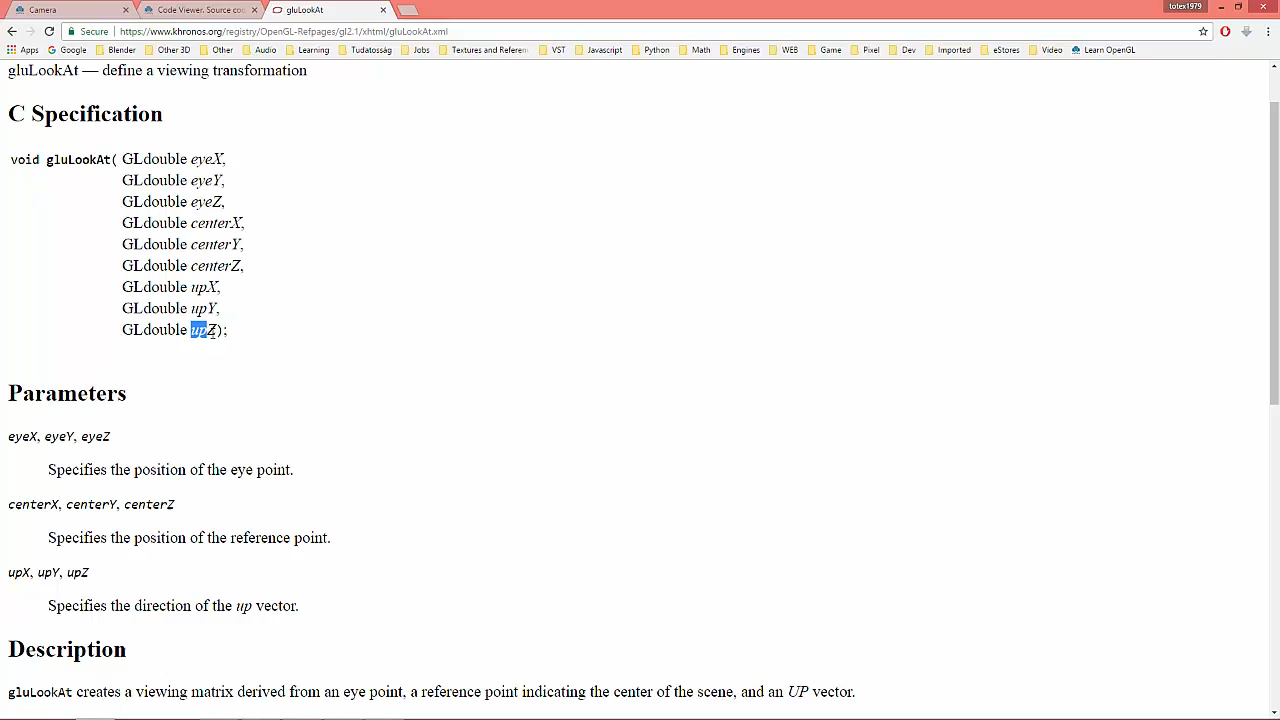 Camera
Code Viewer. Source coo
gluLookAt
lotex1979
Secure
https://www.khronos.org/registry/OpenGL-Refpages/gl2.1/xhtml/gluLookAt.xml
Apps Google Blender Other 3D Other Audio Learning Tudatosság Jobs Textures and Referen VST Javascript Python Math Engines WEB Game Pixel Dev Imported eStores Video Learn OpenGL
gluLookAt — define a viewing transformation
C Specification
void gluLookAt( GLdouble eyeX,
GLdouble eyeY,
GLdouble eyeZ,
GLdouble centerX,
GLdouble centerY,
GLdouble centerZ,
GLdouble upX,
GLdouble upY,
GLdouble upZ);
Parameters
eyeX, eyeY, eyeZ
Specifies the position of the eye point.
centerX, centerY, centerZ
Specifies the position of the reference point.
upX, upY, upZ
Specifies the direction of the up vector.
Description
gluLookAt creates a viewing matrix derived from an eye point, a reference point indicating the center of the scene, and an UP vector.